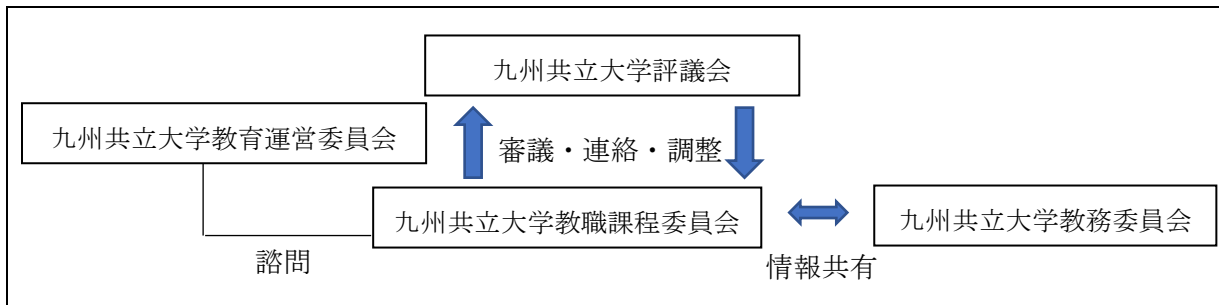 九州共立大学評議会
九州共立大学教育運営委員会
審議・連絡・調整
九州共立大学教職課程委員会
九州共立大学教務委員会
諮問
情報共有